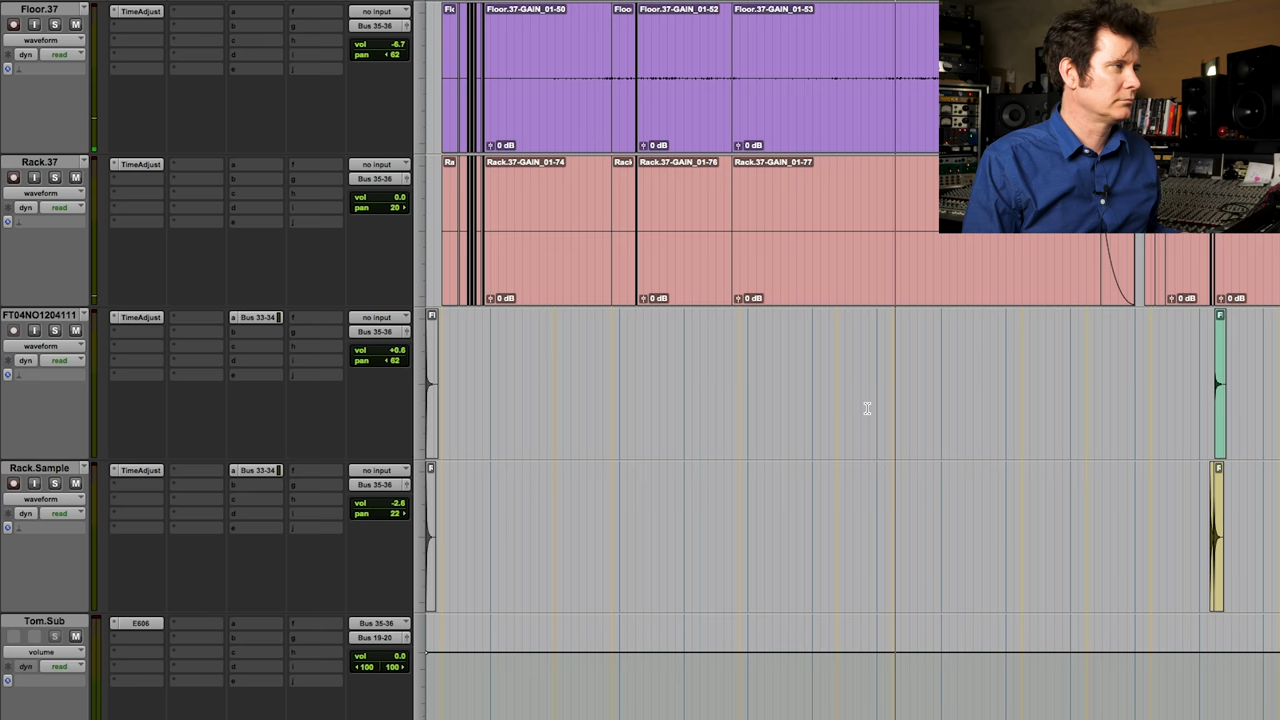 Floor.37
I S M
waveform
dyn read
TimeAdjust
a f
b g
c h
d i
e j
no input
Bus 35-36
vol -6.7
pan ‹ 62
Flo
Floor.37-GAIN_01-50
Floo
Floor.37-GAIN_01-52
Floor.37-GAIN_01-53
0 dB
0 dB
0 dB
Rack.37
I S M
waveform
dyn read
TimeAdjust
a f
b g
c h
d i
e j
no input
Bus 35-36
vol 0.0
pan 20 ›
Ra
Rack.37-GAIN_01-74
Rack
Rack.37-GAIN_01-76
Rack.37-GAIN_01-77
0 dB
0 dB
0 dB
0 dB
0 dB
FT04NO1204111
I S M
waveform
dyn read
TimeAdjust
a Bus 33-34 f
b g
c h
d i
e j
no input
Bus 35-36
vol +0.6
pan ‹ 62
F
F
Rack.Sample
I S M
waveform
dyn read
TimeAdjust
a Bus 33-34 f
b g
c h
d i
e j
no input
Bus 35-36
vol -2.6
pan 22 ›
F
F
Tom.Sub
S M
volume
dyn read
E606
a f
b g
c h
d i
e j
Bus 35-36
Bus 19-20
vol 0.0
‹ 100 100 ›